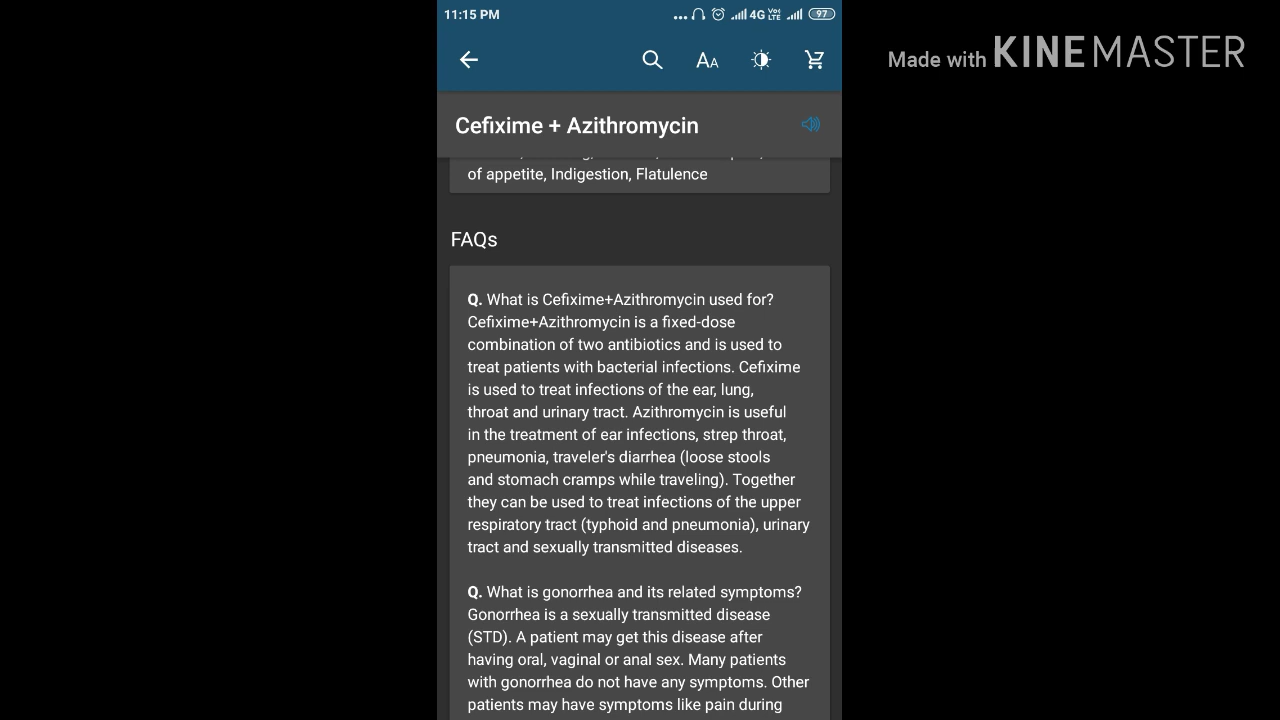 11:15 PM
4G
97
Made with KINEMASTER
AA
Cefixime + Azithromycin
of appetite, Indigestion, Flatulence
FAQs
Q. What is Cefixime+Azithromycin used for?
Cefixime+Azithromycin is a fixed-dose
combination of two antibiotics and is used to
treat patients with bacterial infections. Cefixime
is used to treat infections of the ear, lung,
throat and urinary tract. Azithromycin is useful
in the treatment of ear infections, strep throat,
pneumonia, traveler's diarrhea (loose stools
and stomach cramps while traveling). Together
they can be used to treat infections of the upper
respiratory tract (typhoid and pneumonia), urinary
tract and sexually transmitted diseases.
Q. What is gonorrhea and its related symptoms?
Gonorrhea is a sexually transmitted disease
(STD). A patient may get this disease after
having oral, vaginal or anal sex. Many patients
with gonorrhea do not have any symptoms. Other
patients may have symptoms like pain during